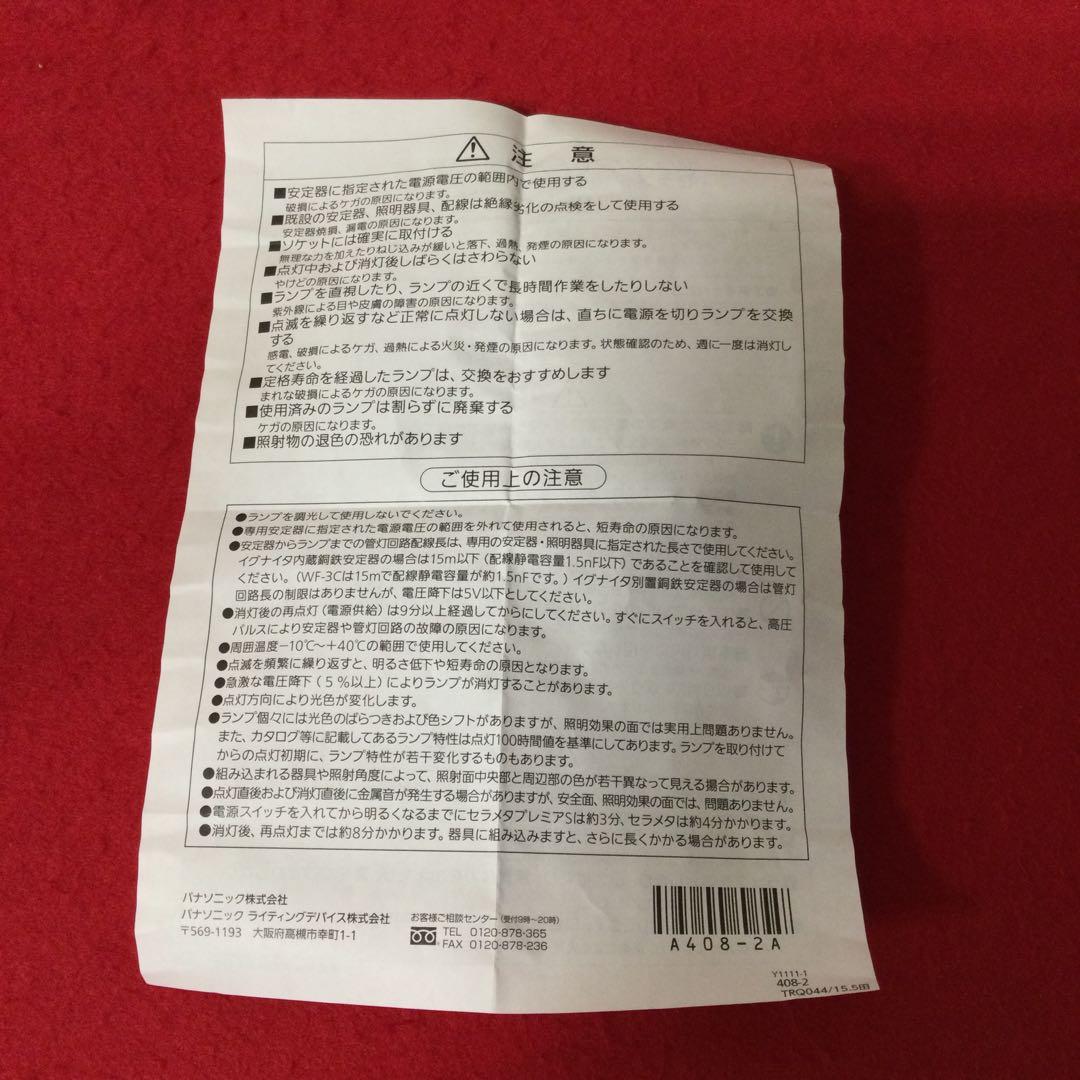 ⚠ 注 意
■安定器に指定された電源電圧の範囲内で使用する
破損によるケガの原因になります。
■既設の安定器、照明器具、配線は絶縁劣化の点検をして使用する
安定器焼損、漏電の原因になります。
■ソケットには確実に取付ける
無理な力を加えたりねじ込みが緩いと落下、過熱、発煙の原因になります。
■点灯中および消灯後しばらくはさわらない
やけどの原因になります。
■ランプを直視したり、ランプの近くで長時間作業をしたりしない
紫外線による目や皮膚の障害の原因になります。
■点滅を繰り返すなど正常に点灯しない場合は、直ちに電源を切りランプを交換
する
感電、破損によるケガ、過熱による火災・発煙の原因になります。状態確認のため、週に一度は消灯し
てください。
■定格寿命を経過したランプは、交換をおすすめします
まれな破損によるケガの原因になります。
■使用済みのランプは割らずに廃棄する
ケガの原因になります。
■照射物の退色の恐れがあります
ご使用上の注意
●ランプを調光して使用しないでください。
●専用安定器に指定された電源電圧の範囲を外れて使用されると、短寿命の原因になります。
●安定器からランプまでの管灯回路配線長は、専用の安定器・照明器具に指定された長さで使用してください。
イグナイタ内蔵銅鉄安定器の場合は15m以下（配線静電容量1.5nF以下）であることを確認して使用して
ください。（WF-3Cは15mで配線静電容量が約1.5nFです。）イグナイタ別置銅鉄安定器の場合は管灯
回路長の制限はありませんが、電圧降下は5V以下としてください。
●消灯後の再点灯（電源供給）は9分以上経過してからにしてください。すぐにスイッチを入れると、高圧
パルスにより安定器や管灯回路の故障の原因になります。
●周囲温度−10℃〜＋40℃の範囲で使用してください。
●点滅を頻繁に繰り返すと、明るさ低下や短寿命の原因となります。
●急激な電圧降下（5％以上）によりランプが消灯することがあります。
●点灯方向により光色が変化します。
●ランプ個々には光色のばらつきおよび色シフトがありますが、照明効果の面では実用上問題ありません。
また、カタログ等に記載してあるランプ特性は点灯100時間値を基準にしてあります。ランプを取り付けて
からの点灯初期に、ランプ特性が若干変化するものもあります。
●組み込まれる器具や照射角度によって、照射面中央部と周辺部の色が若干異なって見える場合があります。
●点灯直後および消灯直後に金属音が発生する場合がありますが、安全面、照明効果の面では、問題ありません。
●電源スイッチを入れてから明るくなるまでにセラメタプレミアSは約3分、セラメタは約4分かかります。
●消灯後、再点灯までは約8分かかります。器具に組み込みますと、さらに長くかかる場合があります。
パナソニック株式会社
パナソニック ライティングデバイス株式会社
〒569-1193 大阪府高槻市幸町1-1
お客様ご相談センター（受付9時〜20時）
TEL 0120-878-365
FAX 0120-878-236
A408-2A
Y1111-1
408-2
TRQ044/15.5田